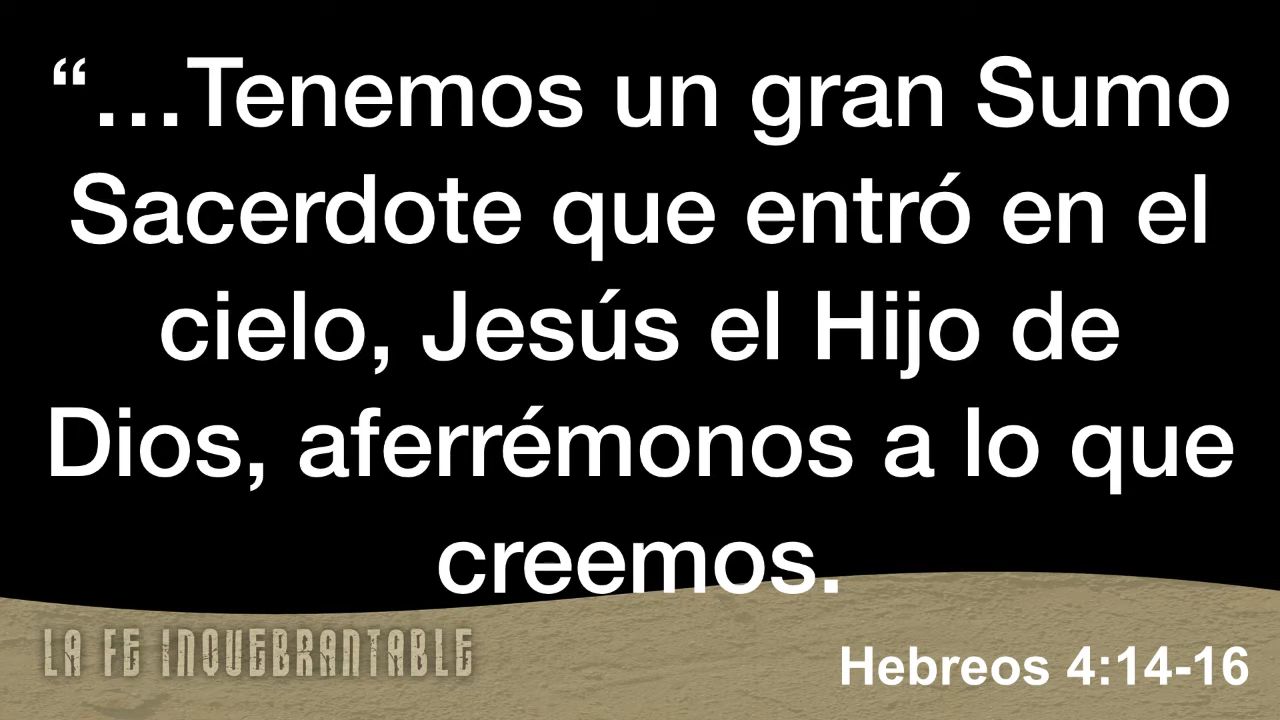 “…Tenemos un gran Sumo
Sacerdote que entró en el
cielo, Jesús el Hijo de
Dios, aferrémonos a lo que
creemos.
LA FE INQUEBRANTABLE
Hebreos 4:14-16